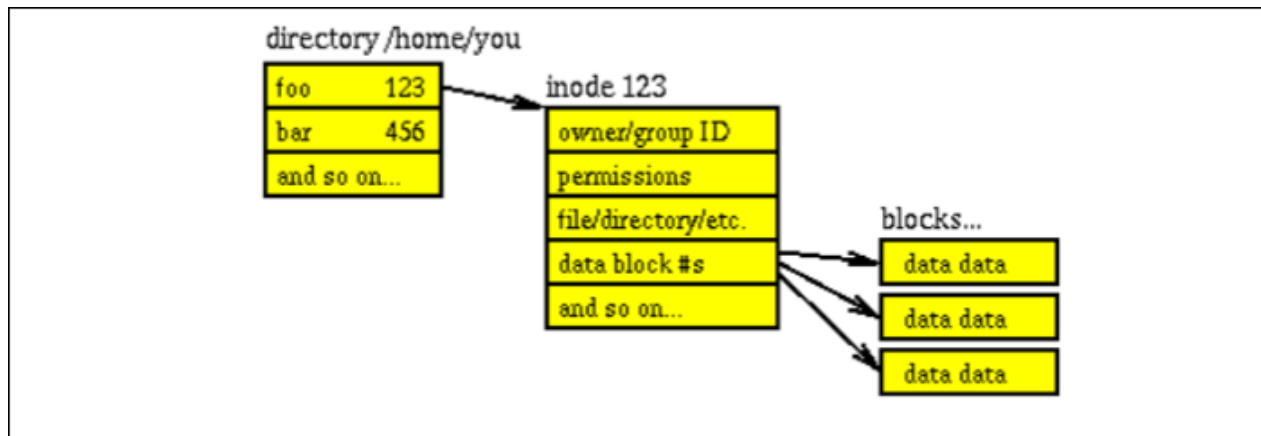 directory /home/you
foo 123
bar 456
and so on...
inode 123
owner/group ID
permissions
file/directory/etc.
data block #s
and so on...
blocks...
data data
data data
data data